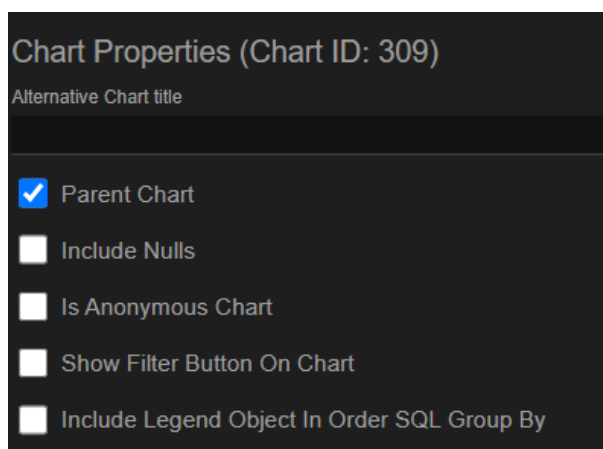 Chart Properties (Chart ID: 309)
Alternative Chart title
Parent Chart
Include Nulls
Is Anonymous Chart
Show Filter Button On Chart
Include Legend Object In Order SQL Group By